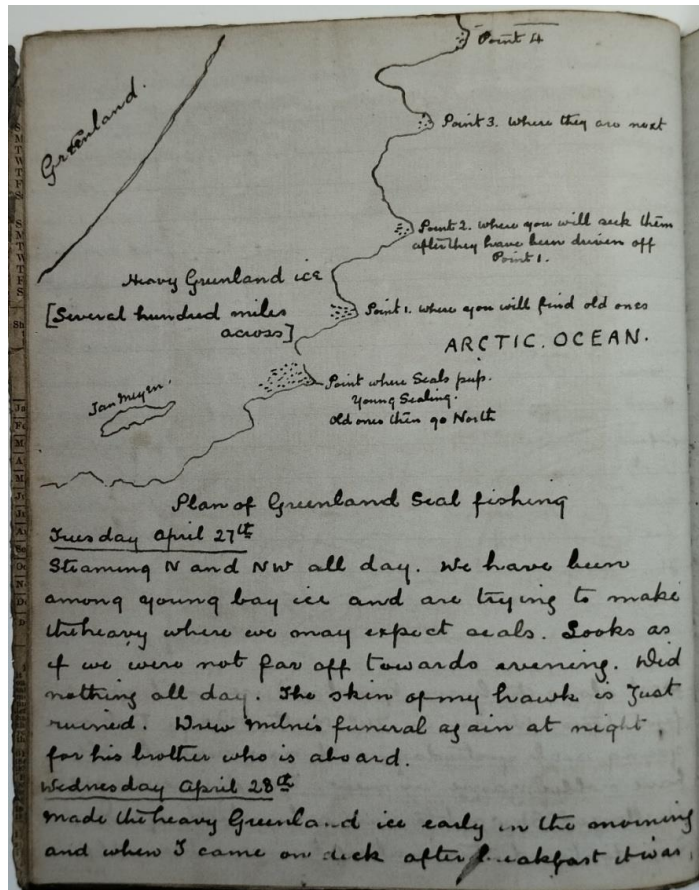 Point 4
Greenland.
Point 3. Where they are next
Point 2. Where you will seek them
after they have been driven off
Point 1.
Heavy Greenland ice
[Several hundred miles
across]
Point 1. Where you will find old ones
ARCTIC. OCEAN.
Jan Meyen.
Point where Seals pup.
Young Sealing.
Old ones then go North
Plan of Greenland Seal fishing
Tuesday April 27th
Steaming N and NW all day. We have been
among young bay ice and are trying to make
the heavy where we may expect seals. Looks as
if we were not far off towards evening. Did
nothing all day. The skin of my hawk is Just
ruined. Drew Milne's funeral again at night,
for his brother who is aboard.
Wednesday April 28th
Made the heavy Greenland ice early in the morning
and when I came on deck after breakfast it was